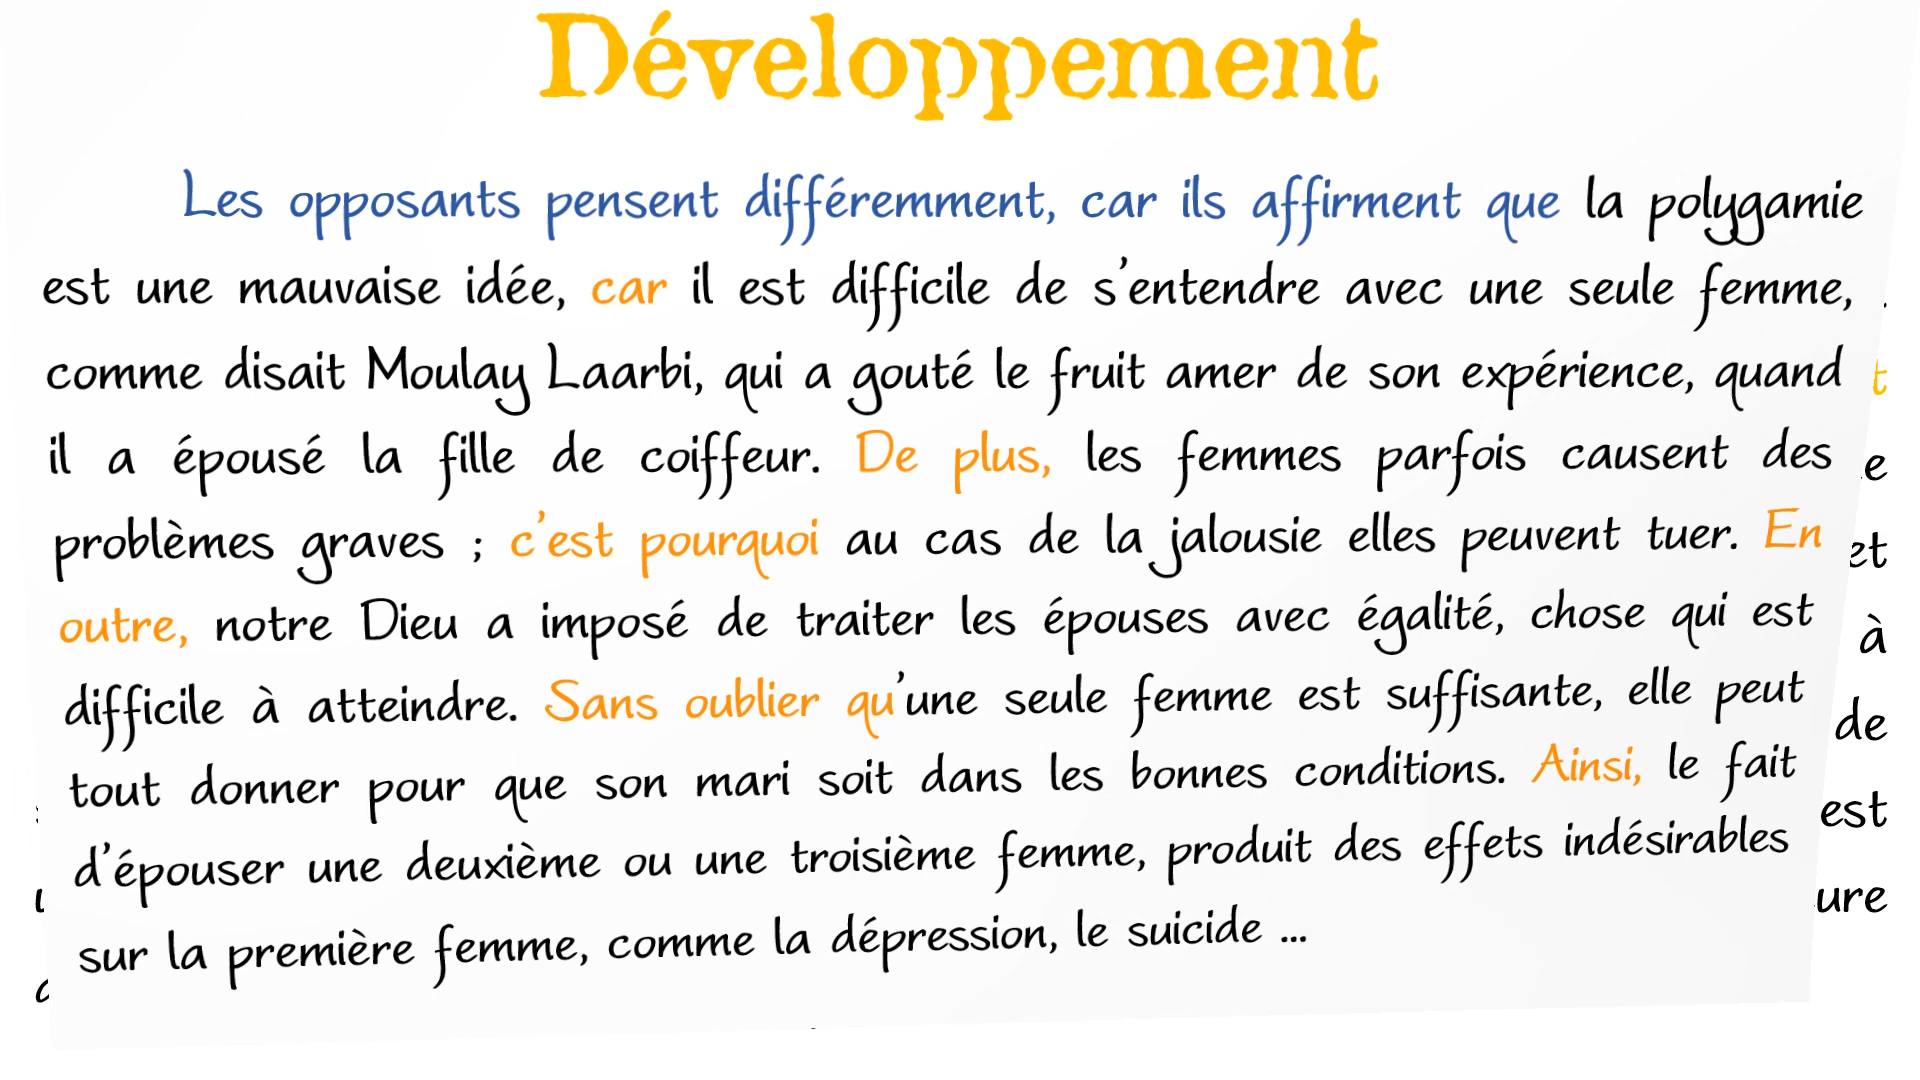 Développement
Les opposants pensent différemment, car ils affirment que la polygamie
est une mauvaise idée, car il est difficile de s'entendre avec une seule femme,
comme disait Moulay Laarbi, qui a gouté le fruit amer de son expérience, quand
il a épousé la fille de coiffeur. De plus, les femmes parfois causent des
problèmes graves ; c'est pourquoi au cas de la jalousie elles peuvent tuer. En
outre, notre Dieu a imposé de traiter les épouses avec égalité, chose qui est
difficile à atteindre. Sans oublier qu'une seule femme est suffisante, elle peut
tout donner pour que son mari soit dans les bonnes conditions. Ainsi, le fait
d'épouser une deuxième ou une troisième femme, produit des effets indésirables
sur la première femme, comme la dépression, le suicide ...
et
à
de
est